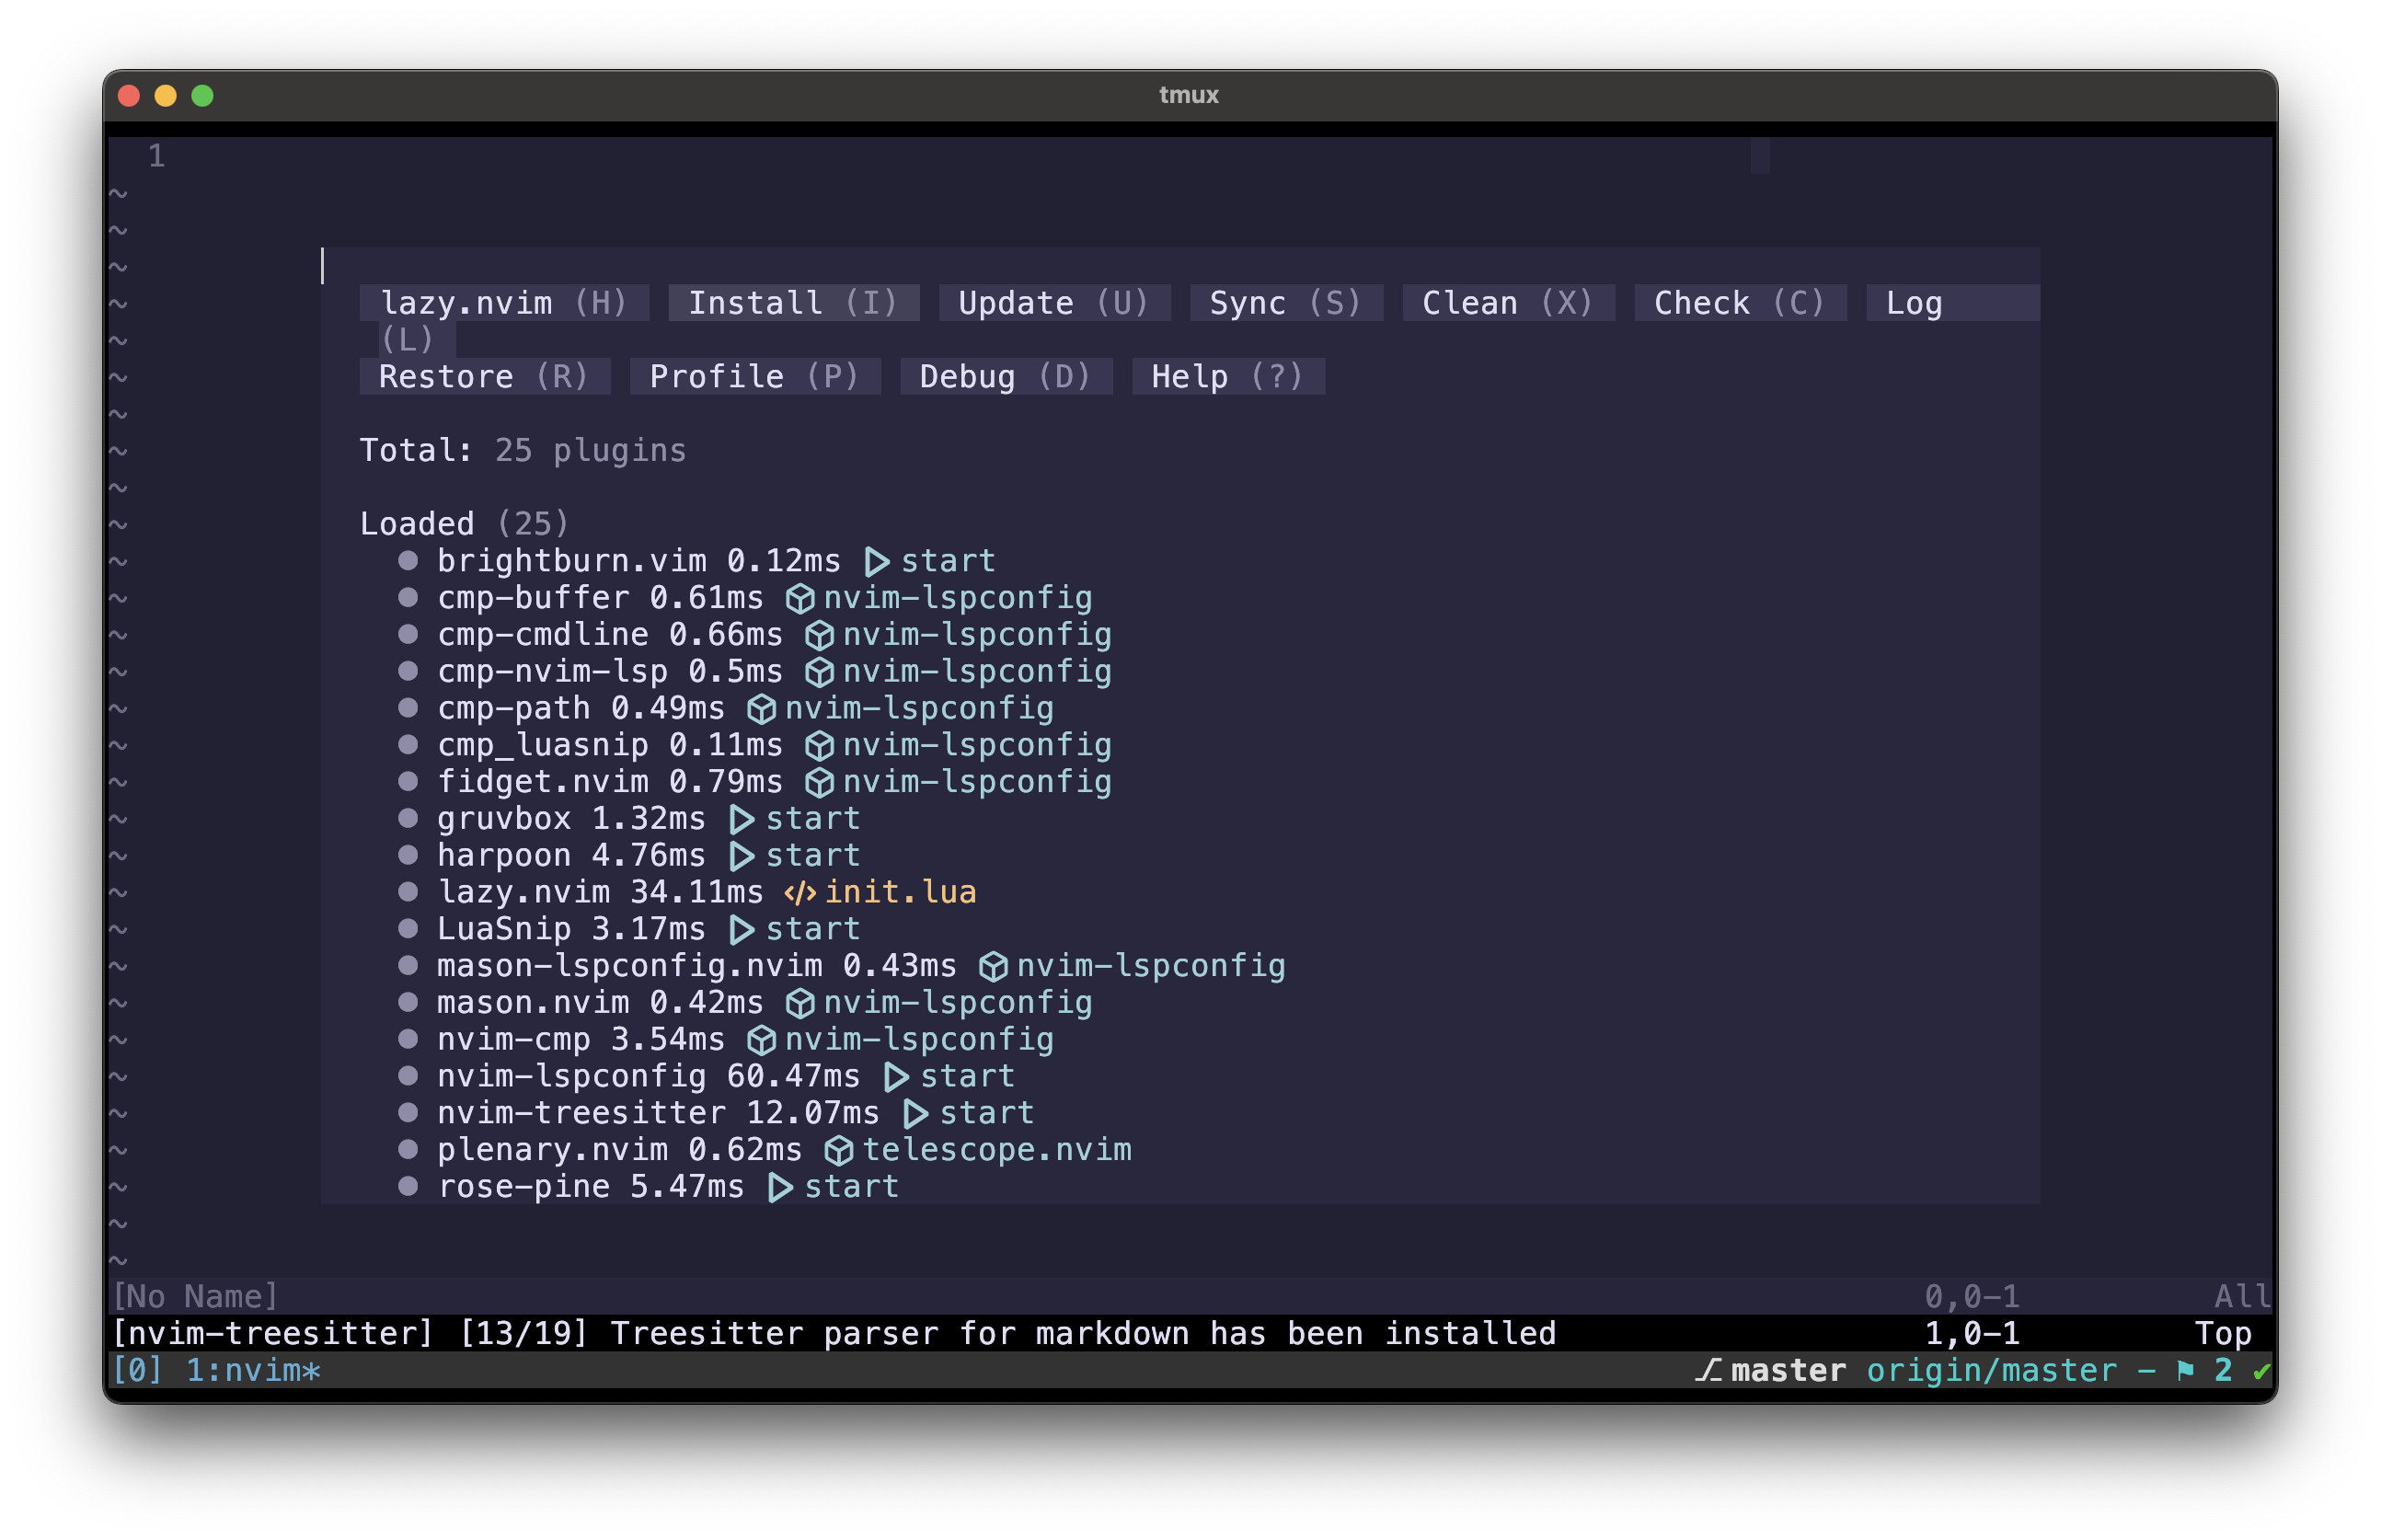 tmux
1
~
~
~
~
lazy.nvim (H) Install (I) Update (U) Sync (S) Clean (X) Check (C) Log
~ (L)
~ Restore (R) Profile (P) Debug (D) Help (?)
~
~ Total: 25 plugins
~
~ Loaded (25)
~ ● brightburn.vim 0.12ms start
~ ● cmp-buffer 0.61ms nvim-lspconfig
~ ● cmp-cmdline 0.66ms nvim-lspconfig
~ ● cmp-nvim-lsp 0.5ms nvim-lspconfig
~ ● cmp-path 0.49ms nvim-lspconfig
~ ● cmp_luasnip 0.11ms nvim-lspconfig
~ ● fidget.nvim 0.79ms nvim-lspconfig
~ ● gruvbox 1.32ms start
~ ● harpoon 4.76ms start
~ ● lazy.nvim 34.11ms </> init.lua
~ ● LuaSnip 3.17ms start
~ ● mason-lspconfig.nvim 0.43ms nvim-lspconfig
~ ● mason.nvim 0.42ms nvim-lspconfig
~ ● nvim-cmp 3.54ms nvim-lspconfig
~ ● nvim-lspconfig 60.47ms start
~ ● nvim-treesitter 12.07ms start
~ ● plenary.nvim 0.62ms telescope.nvim
~ ● rose-pine 5.47ms start
~
~
[No Name] 0,0-1 All
[nvim-treesitter] [13/19] Treesitter parser for markdown has been installed 1,0-1 Top
[0] 1:nvim* ⎇ master origin/master - ⚑ 2 ✔